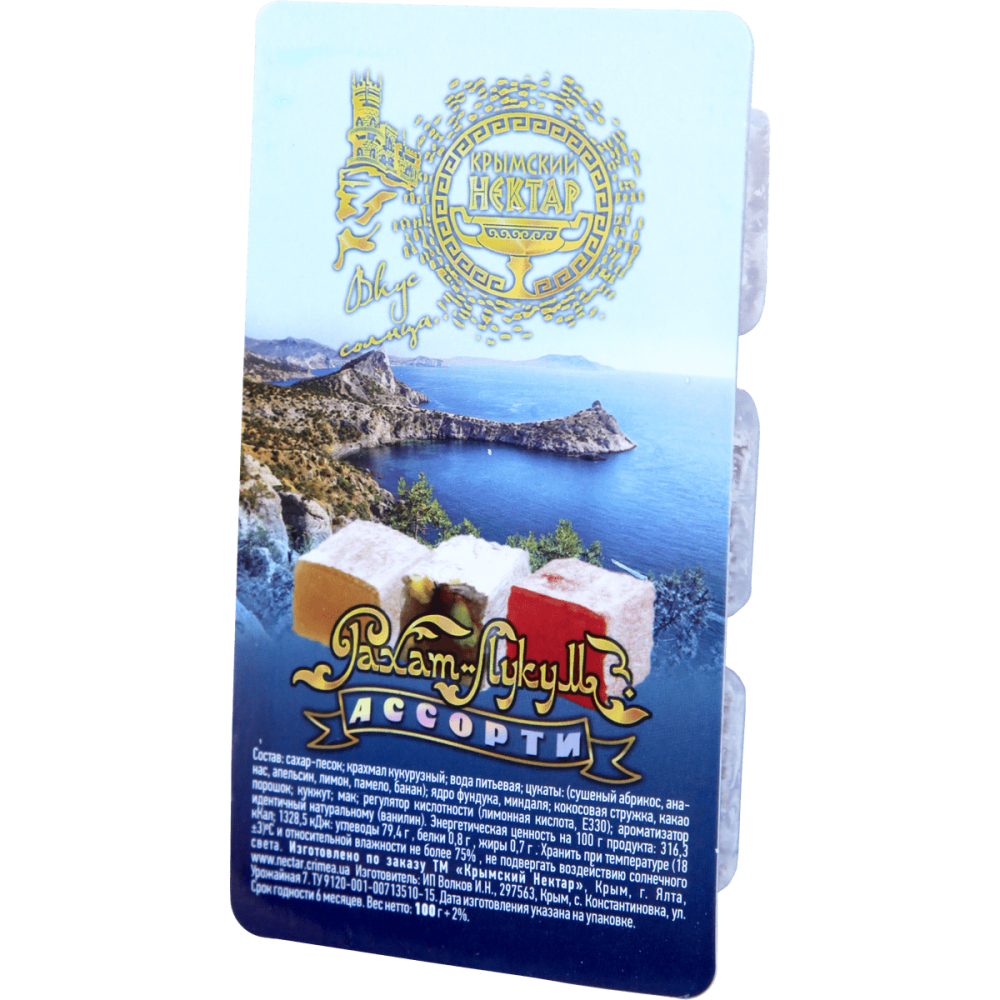 КРЫМСКИЙ
НЕКТАР
Вкус
солнца
Рахат-Лукум
АССОРТИ
Состав: сахар-песок; крахмал кукурузный; вода питьевая; цукаты: (сушеный абрикос, ана-
нас, апельсин, лимон, памело, банан); ядро фундука, миндаля; кокосовая стружка, какао
порошок; кунжут; мак; регулятор кислотности (лимонная кислота, Е330); ароматизатор
идентичный натуральному (ванилин). Энергетическая ценность на 100 г продукта: 316,3
кКал; 1328,5 кДж: углеводы 79,4 г , белки 0,8 г , жиры 0,7 г . Хранить при температуре (18
±3)ºС и относительной влажности не более 75% , не подвергать воздействию солнечного
света. Изготовлено по заказу ТМ «Крымский Нектар», Крым, г. Ялта,
www.nectar.crimea.ua Изготовитель: ИП Волков И.Н., 297563, Крым, с. Константиновка, ул.
Урожайная 7. ТУ 9120-001-00713510-15. Дата изготовления указана на упаковке.
Срок годности 6 месяцев. Вес нетто: 100 г + 2%.